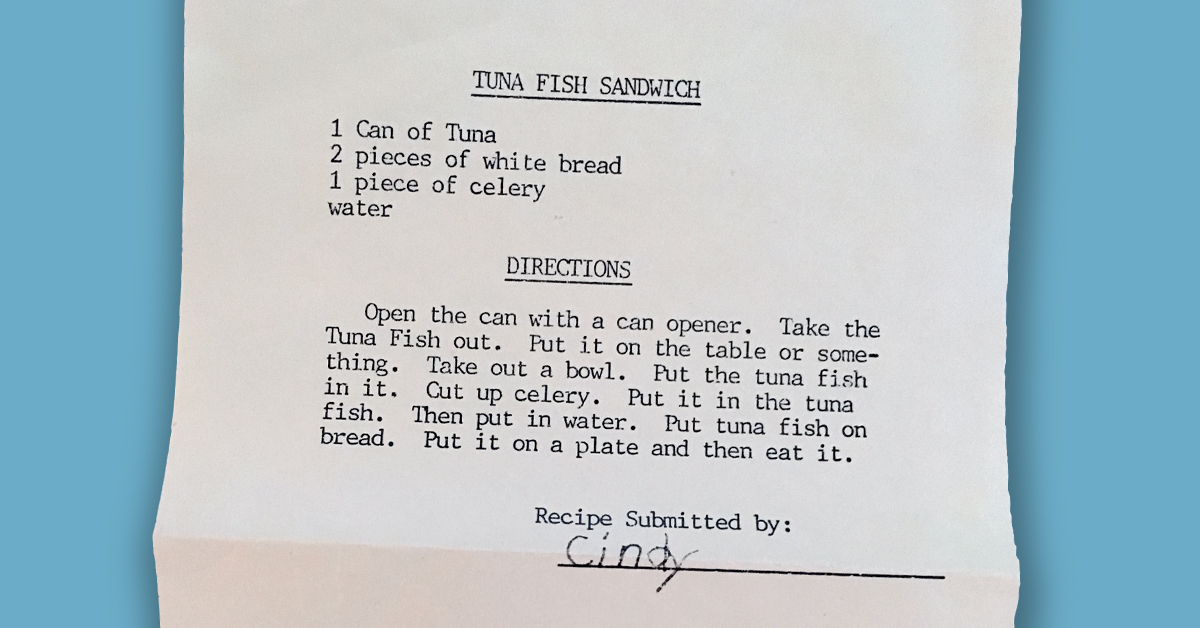 TUNA FISH SANDWICH
1 Can of Tuna
2 pieces of white bread
1 piece of celery
water
DIRECTIONS
Open the can with a can opener. Take the
Tuna Fish out. Put it on the table or some-
thing. Take out a bowl. Put the tuna fish
in it. Cut up celery. Put it in the tuna
fish. Then put in water. Put tuna fish on
bread. Put it on a plate and then eat it.
Recipe Submitted by:
Cindy